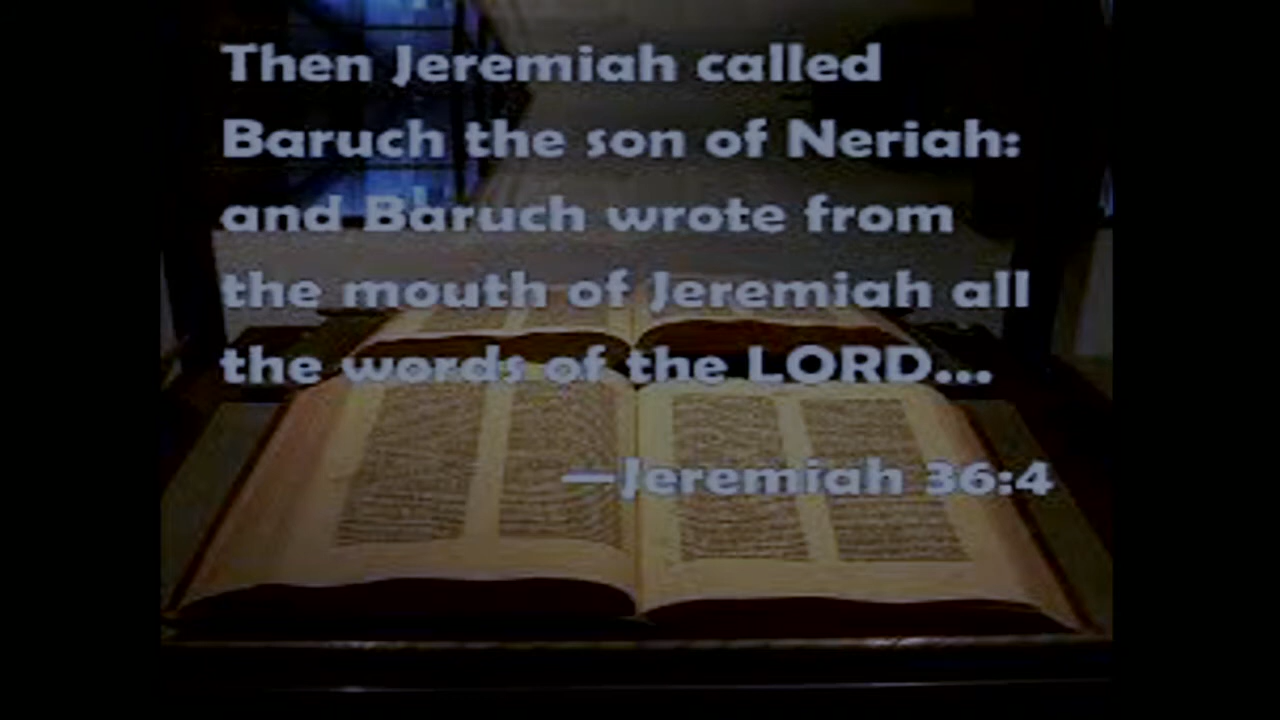 Then Jeremiah called
Baruch the son of Neriah:
and Baruch wrote from
the mouth of Jeremiah all
the words of the LORD...
—Jeremiah 36:4